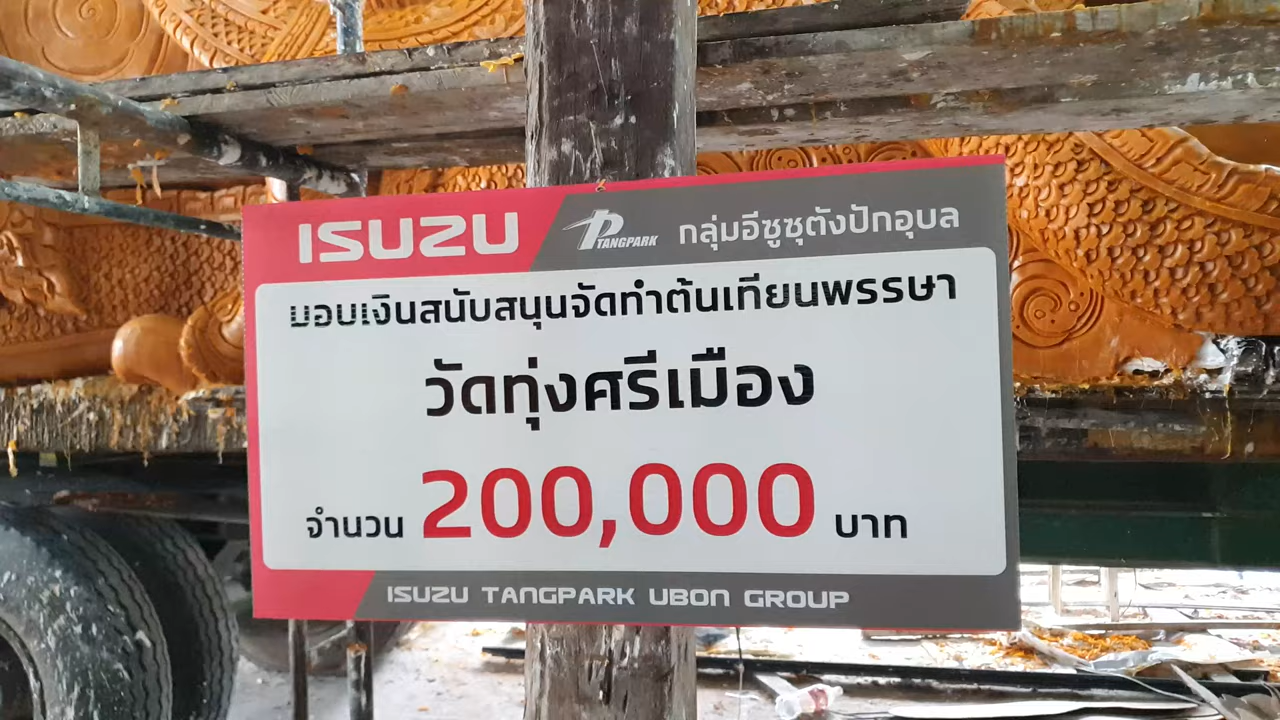 ISUZU TP TANGPARK กลุ่มอีซูซุตังปักอุบล
มอบเงินสนับสนุนจัดทำต้นเทียนพรรษา
วัดทุ่งศรีเมือง
จำนวน 200,000 บาท
ISUZU TANGPARK UBON GROUP